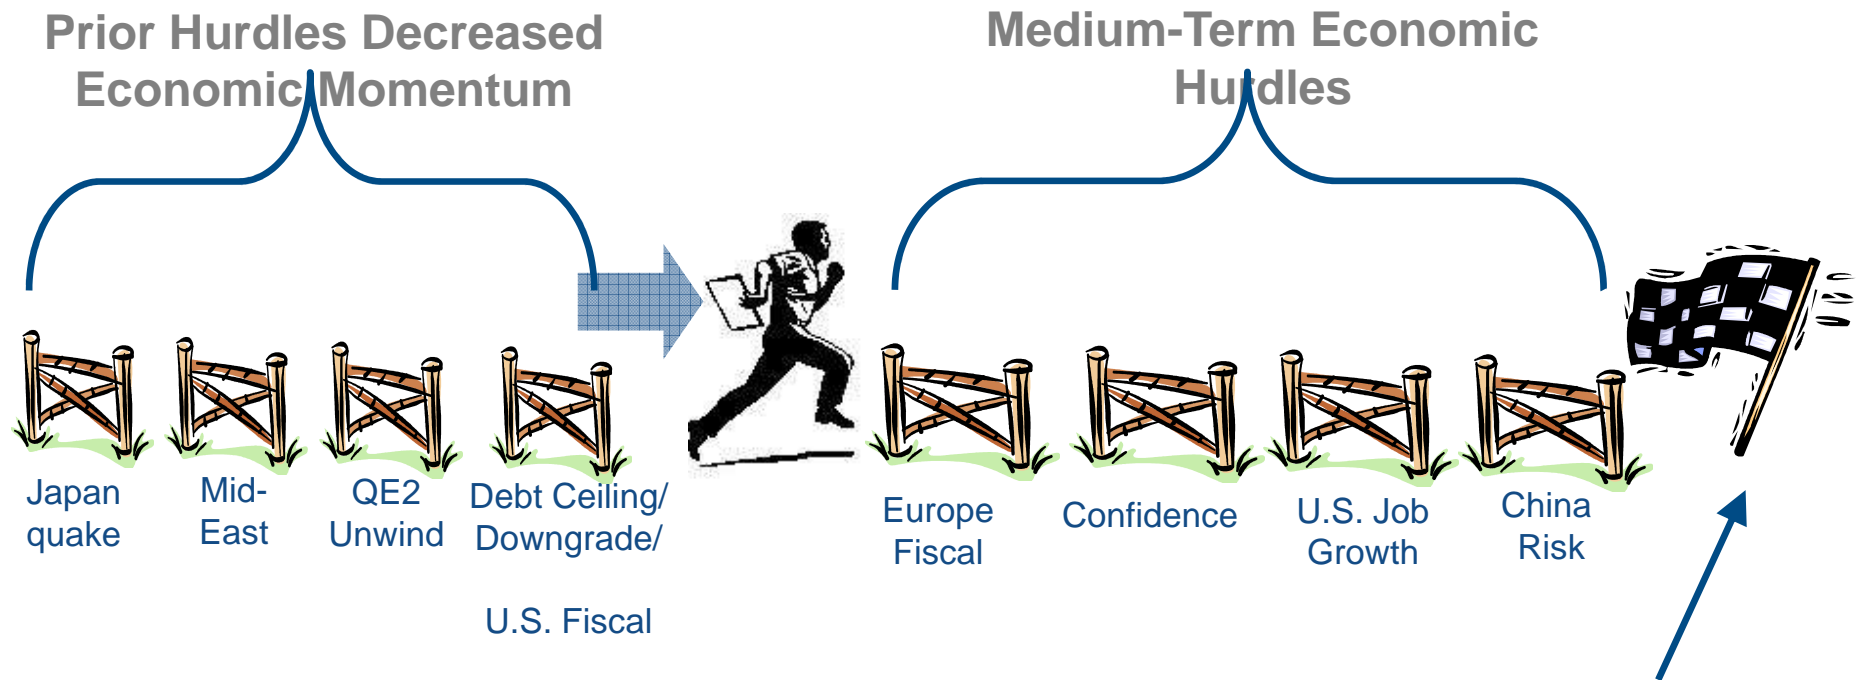 Prior Hurdles Decreased
Economic Momentum
Medium-Term Economic
Hurdles
Japan
quake
Mid-
East
QE2
Unwind
Debt Ceiling/
Downgrade/
U.S. Fiscal
Europe
Fiscal
Confidence
U.S. Job
Growth
China
Risk